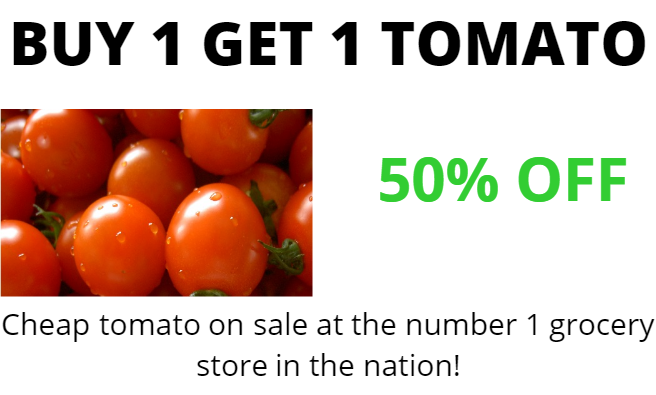 BUY 1 GET 1 TOMATO
50% OFF
Cheap tomato on sale at the number 1 grocery
store in the nation!